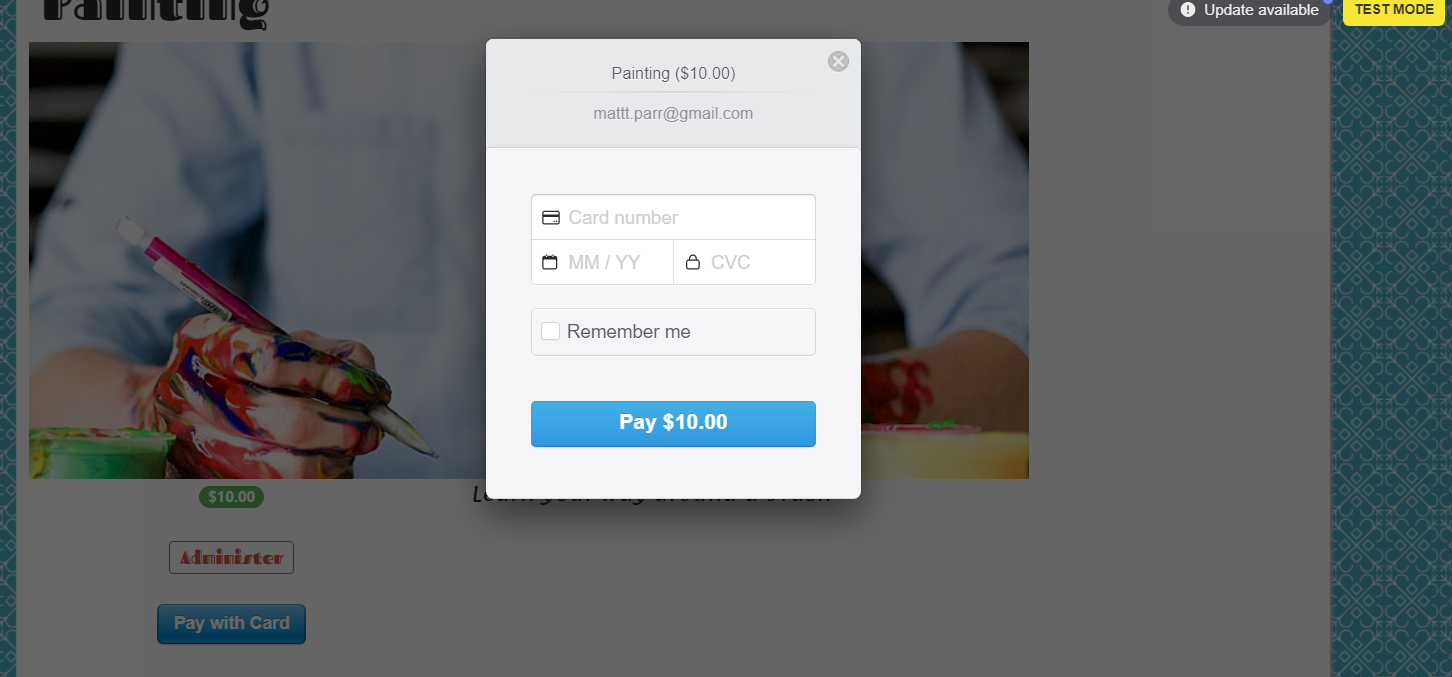 Painting
Update available
TEST MODE
Painting ($10.00)
mattt.parr@gmail.com
Card number
MM / YY
CVC
Remember me
Pay $10.00
$10.00
Learn your way around a brush
Administer
Pay with Card